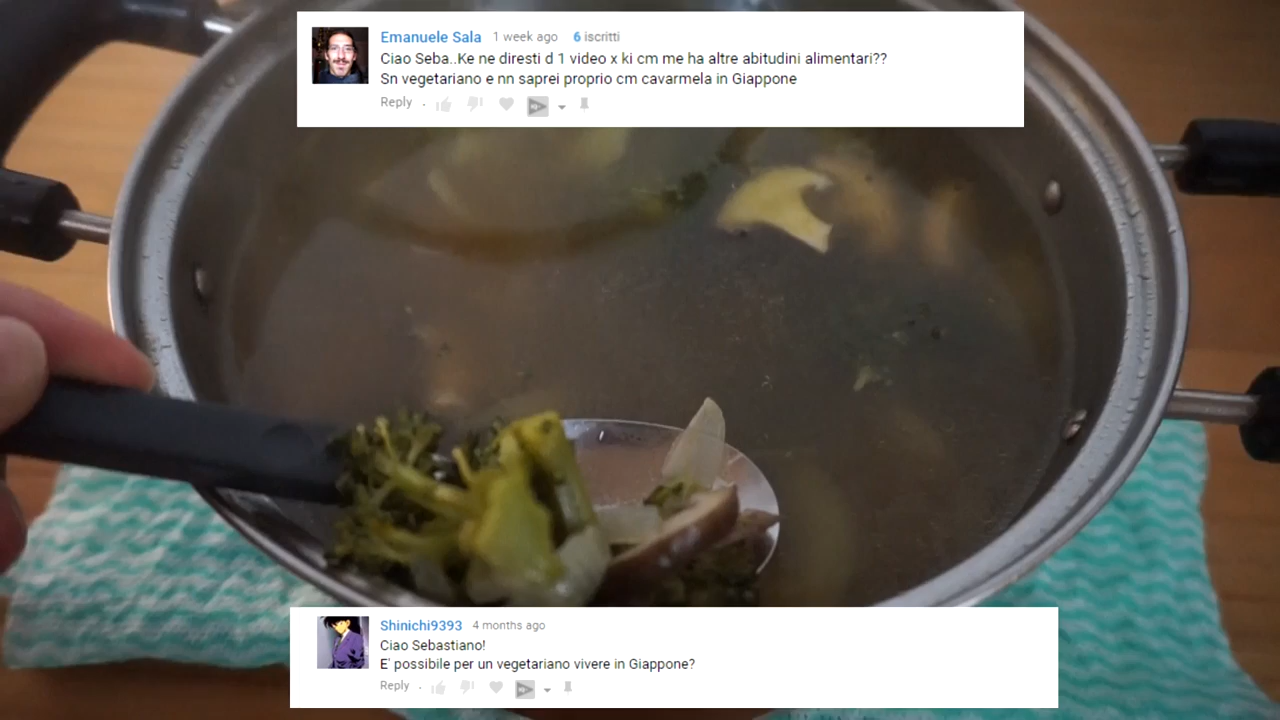 Emanuele Sala 1 week ago 6 iscritti
Ciao Seba..Ke ne diresti d 1 video x ki cm me ha altre abitudini alimentari??
Sn vegetariano e nn saprei proprio cm cavarmela in Giappone
Reply
Shinichi9393 4 months ago
Ciao Sebastiano!
E' possibile per un vegetariano vivere in Giappone?
Reply